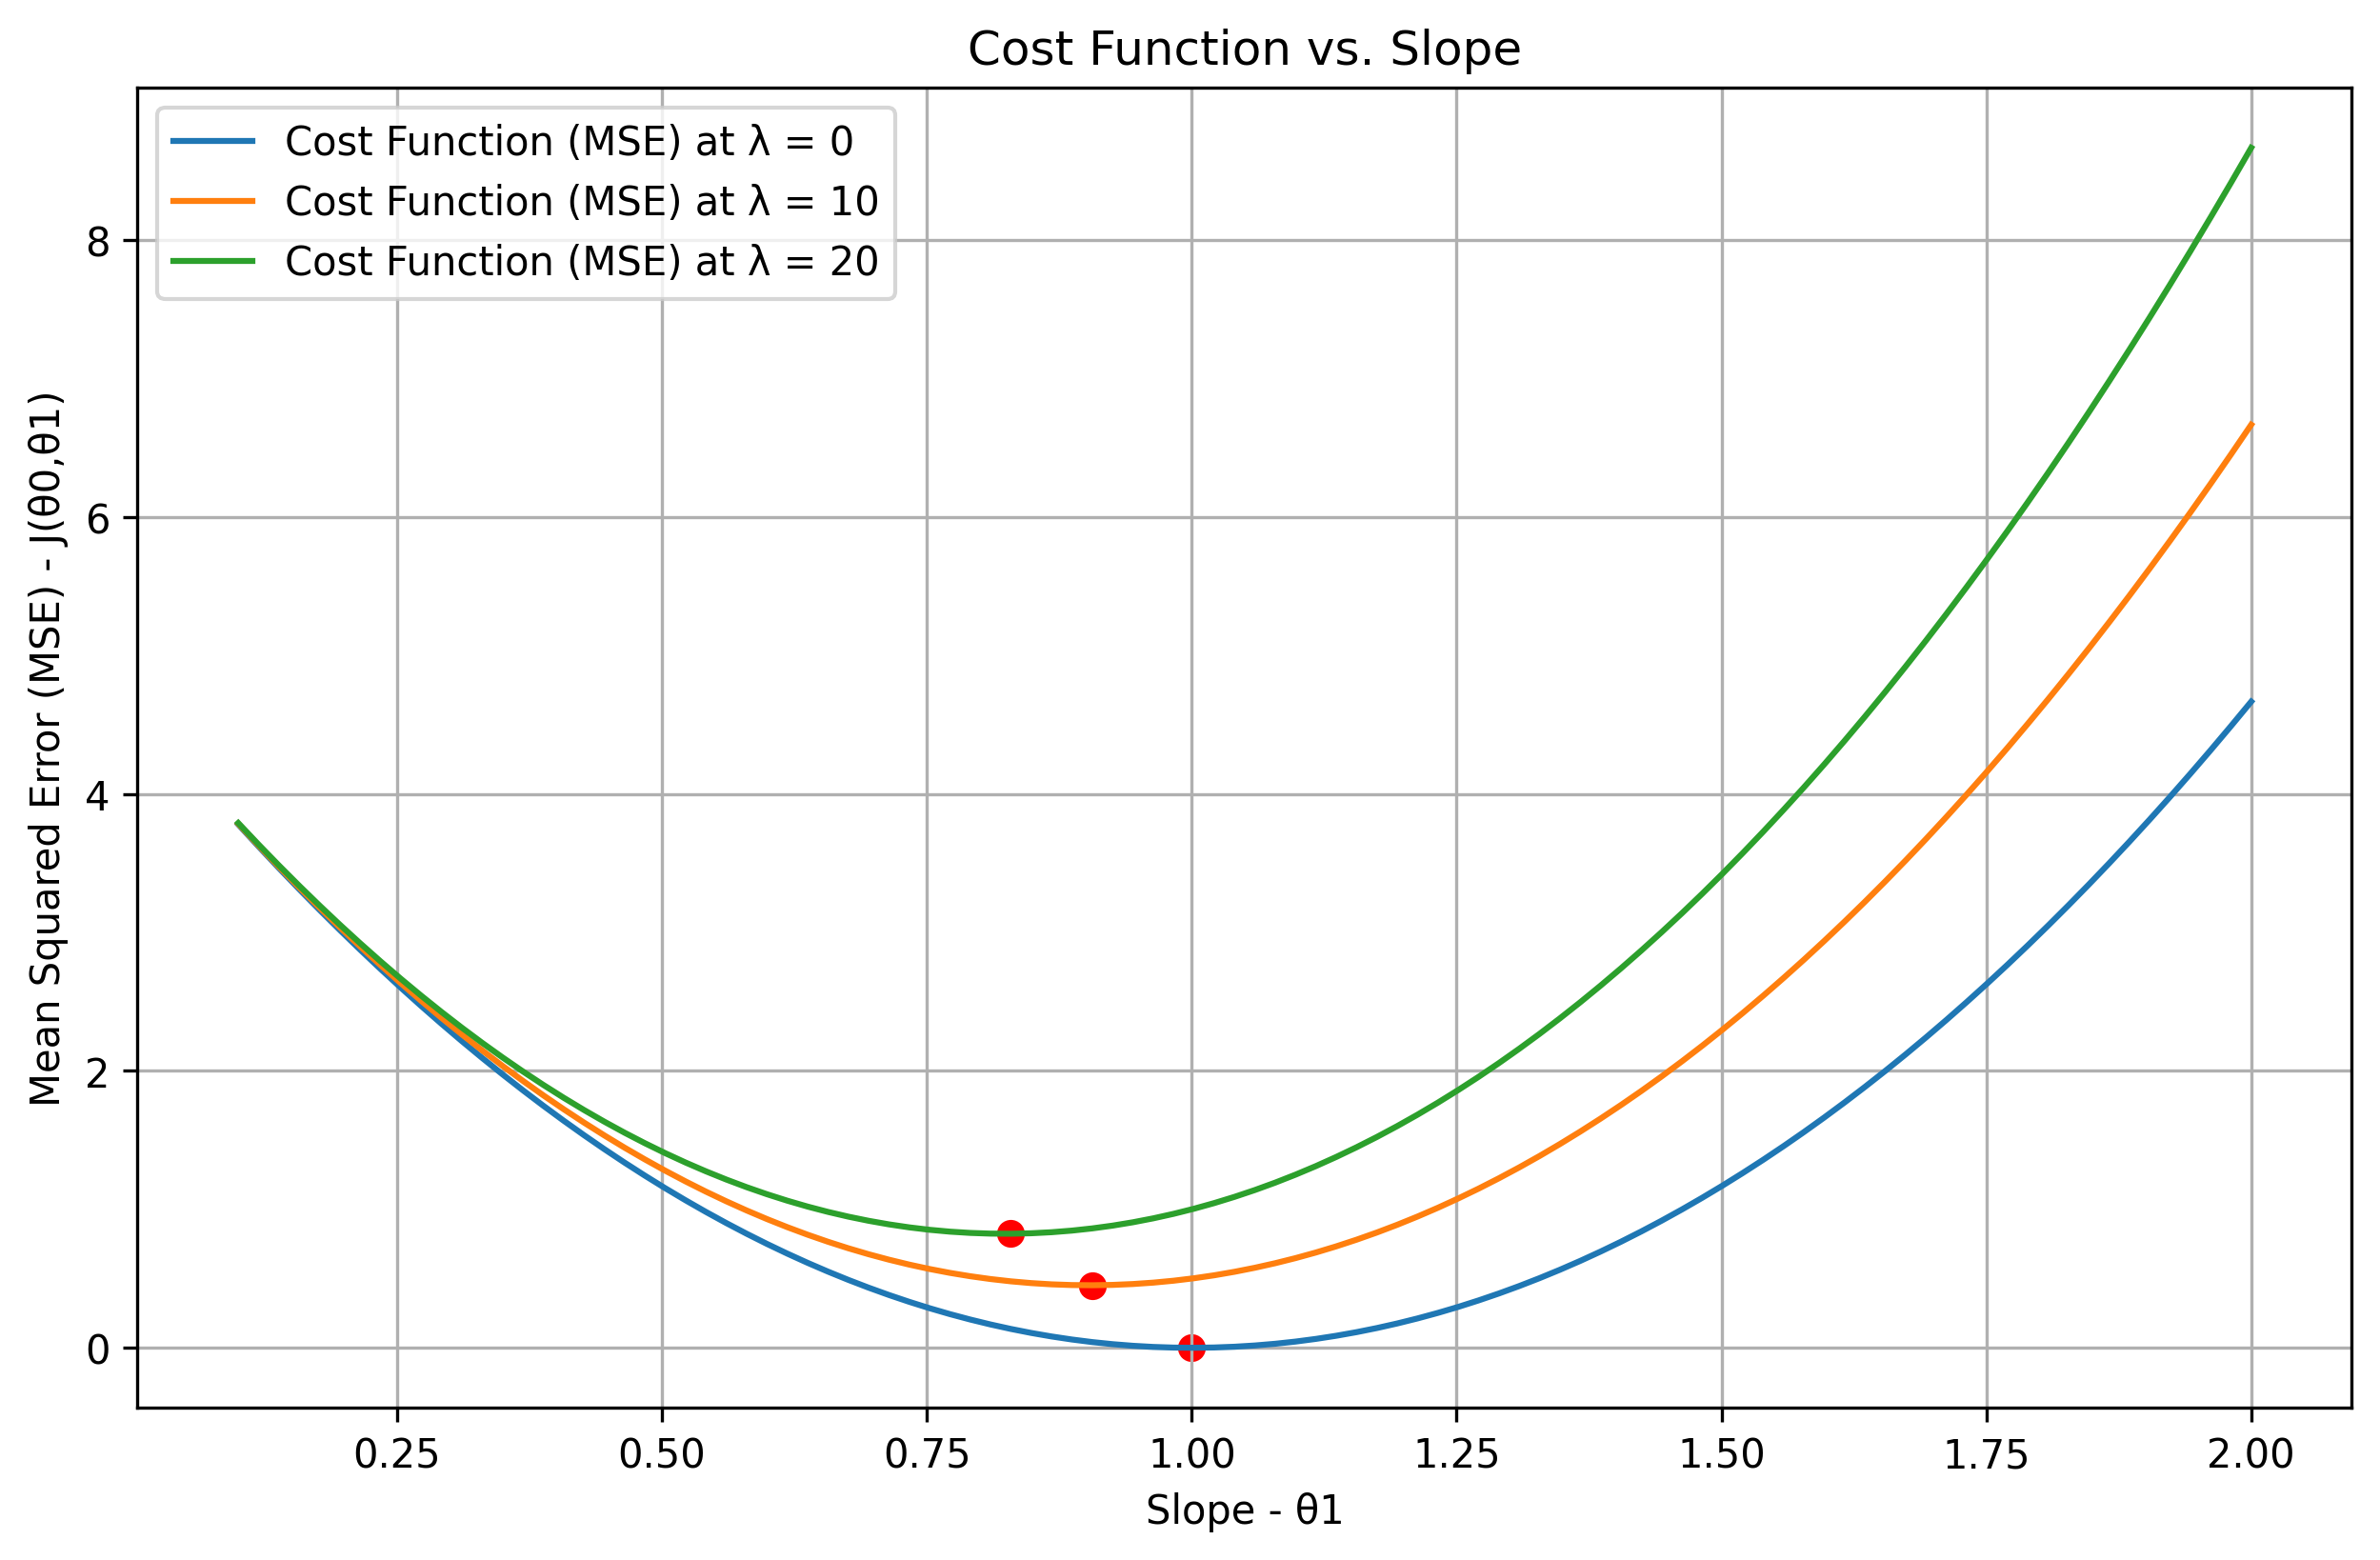 Cost Function vs. Slope
Cost Function (MSE) at λ = 0
Cost Function (MSE) at λ = 10
Cost Function (MSE) at λ = 20
Mean Squared Error (MSE) - J(θ0,θ1)
8
6
4
2
0
0.25 0.50 0.75 1.00 1.25 1.50 1.75 2.00
Slope - θ1